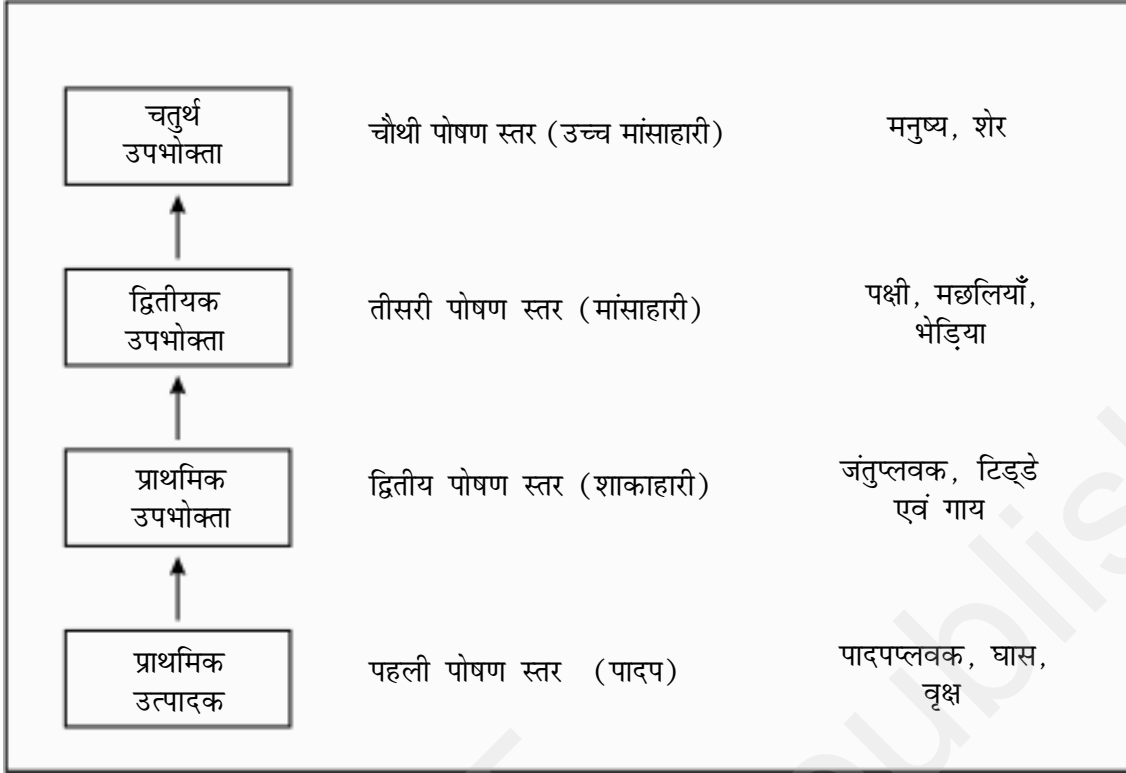 चतुर्थ
उपभोक्ता
चौथी पोषण स्तर (उच्च मांसाहारी)
मनुष्य, शेर
द्वितीयक
उपभोक्ता
तीसरी पोषण स्तर (मांसाहारी)
पक्षी, मछलियाँ,
भेड़िया
प्राथमिक
उपभोक्ता
द्वितीय पोषण स्तर (शाकाहारी)
जंतुप्लवक, टिड्डे
एवं गाय
प्राथमिक
उत्पादक
पहली पोषण स्तर (पादप)
पादपप्लवक, घास,
वृक्ष